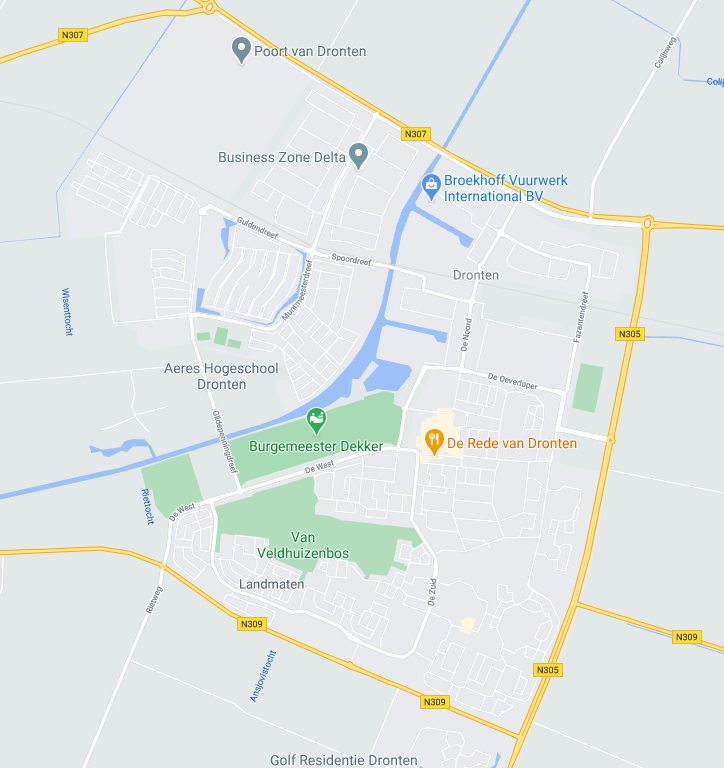 N307
Poort van Dronten
Colijnweg
Colij
N307
Business Zone Delta
Broekhoff Vuurwerk
International BV
Guldendreef
Spoordreef
Dronten
Muntmeesterdreef
Wisenttocht
Fazantendreef
N305
De Noord
Aeres Hogeschool
Dronten
De Oeverloper
Gildepenningdreef
Burgemeester Dekker
De Rede van Dronten
De West
Riettocht
De West
Van
Veldhuizenbos
Landmaten
De Zuid
Rietweg
N309
N309
N305
Ansjovistocht
N309
Golf Residentie Dronten